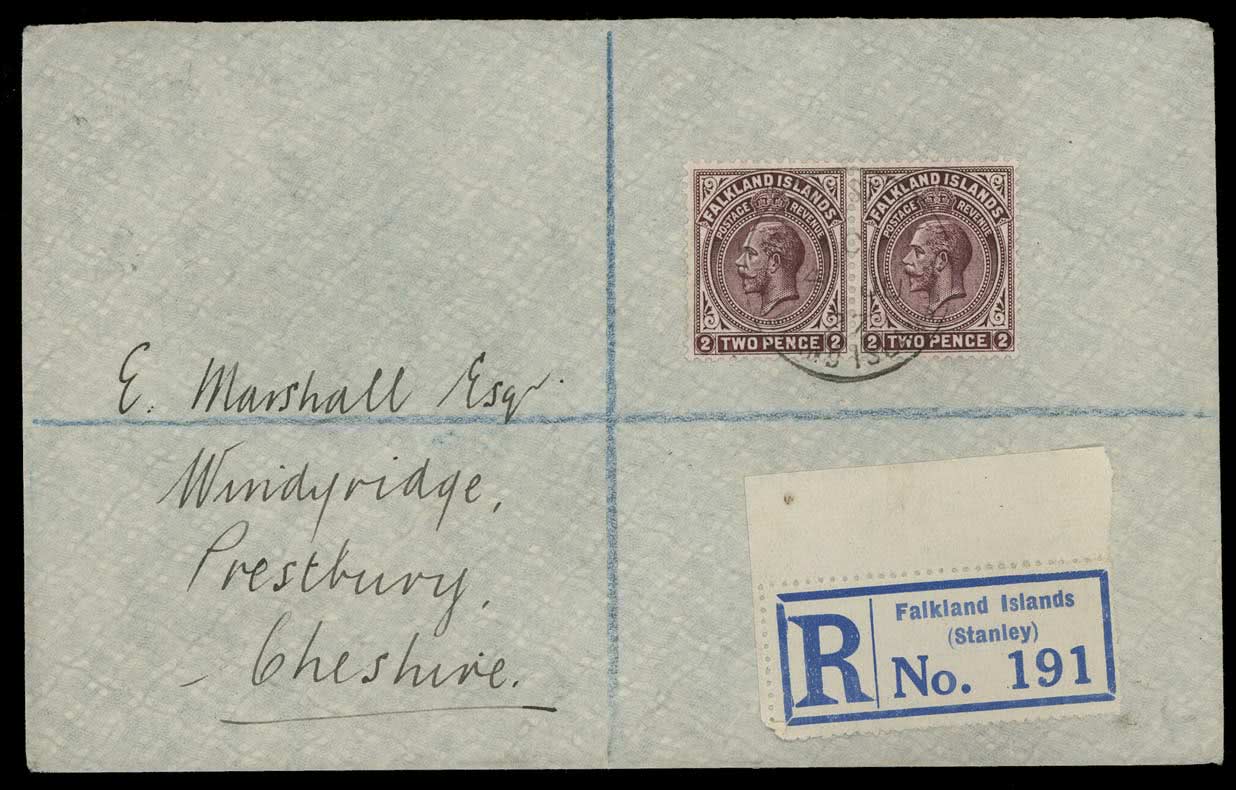 FALKLAND ISLANDS
POSTAGE REVENUE
2 TWO PENCE 2
FALKLAND ISLANDS
POSTAGE REVENUE
2 TWO PENCE 2
E. Marshall Esqr.
Windyridge,
Prestbury,
Cheshire.
R
Falkland Islands
(Stanley)
No. 191